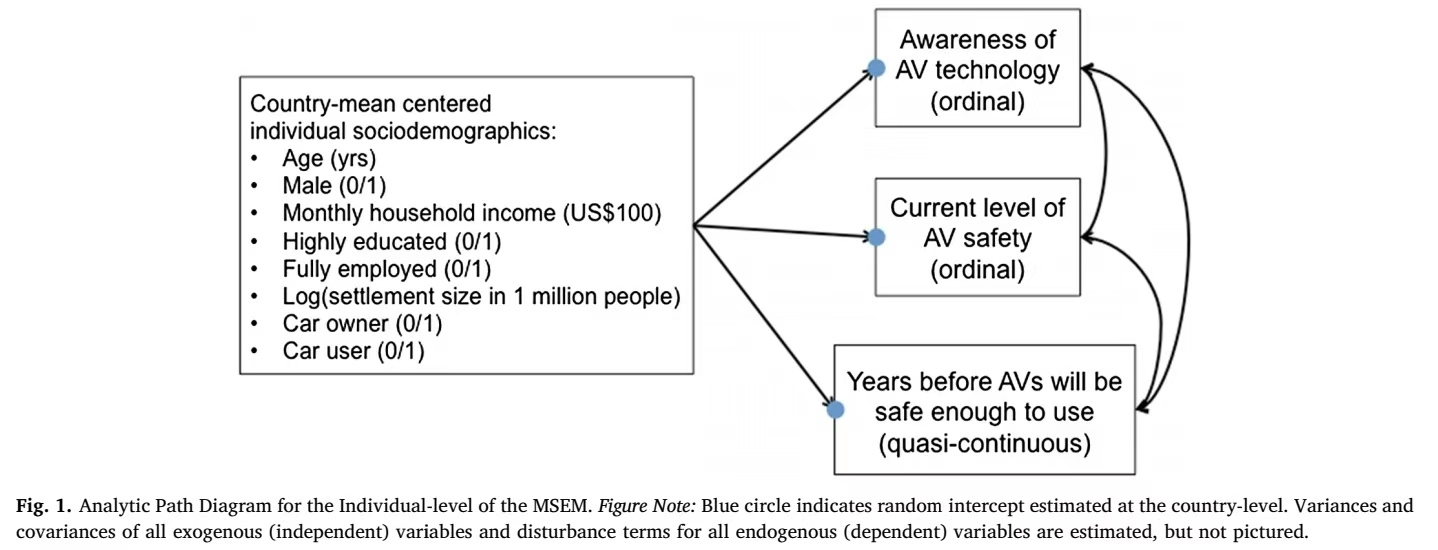 Country-mean centered
individual sociodemographics:
• Age (yrs)
• Male (0/1)
• Monthly household income (US$100)
• Highly educated (0/1)
• Fully employed (0/1)
• Log(settlement size in 1 million people)
• Car owner (0/1)
• Car user (0/1)
Awareness of
AV technology
(ordinal)
Current level of
AV safety
(ordinal)
Years before AVs will be
safe enough to use
(quasi-continuous)
Fig. 1. Analytic Path Diagram for the Individual-level of the MSEM. Figure Note: Blue circle indicates random intercept estimated at the country-level. Variances and
covariances of all exogenous (independent) variables and disturbance terms for all endogenous (dependent) variables are estimated, but not pictured.